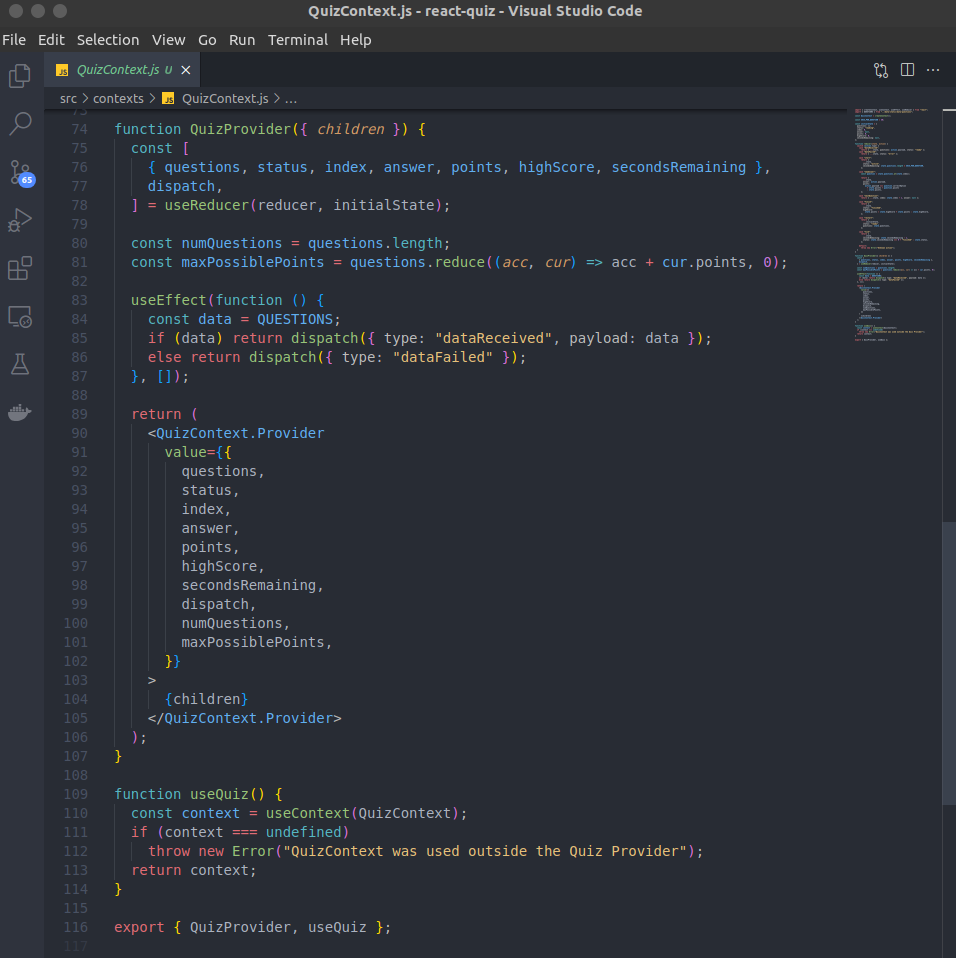 QuizContext.js - react-quiz - Visual Studio Code
File Edit Selection View Go Run Terminal Help
JS QuizContext.js U
src > contexts > JS QuizContext.js > ...
65
73
74 function QuizProvider({ children }) {
75 const [
76 { questions, status, index, answer, points, highScore, secondsRemaining },
77 dispatch,
78 ] = useReducer(reducer, initialState);
79
80 const numQuestions = questions.length;
81 const maxPossiblePoints = questions.reduce((acc, cur) => acc + cur.points, 0);
82
83 useEffect(function () {
84 const data = QUESTIONS;
85 if (data) return dispatch({ type: "dataReceived", payload: data });
86 else return dispatch({ type: "dataFailed" });
87 }, []);
88
89 return (
90 <QuizContext.Provider
91 value={{
92 questions,
93 status,
94 index,
95 answer,
96 points,
97 highScore,
98 secondsRemaining,
99 dispatch,
100 numQuestions,
101 maxPossiblePoints,
102 }}
103 >
104 {children}
105 </QuizContext.Provider>
106 );
107 }
108
109 function useQuiz() {
110 const context = useContext(QuizContext);
111 if (context === undefined)
112 throw new Error("QuizContext was used outside the Quiz Provider");
113 return context;
114 }
115
116 export { QuizProvider, useQuiz };
117